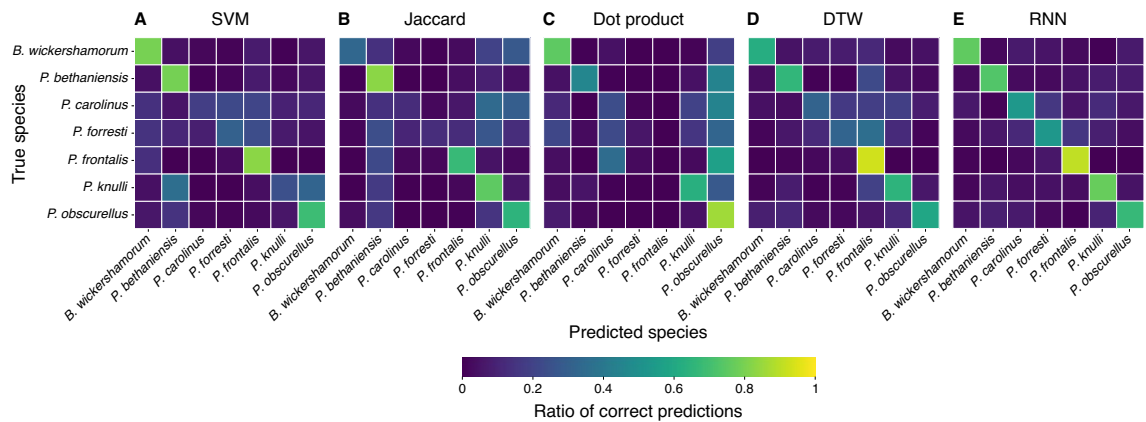 A SVM
B Jaccard
C Dot product
D DTW
E RNN
True species
B. wickershamorum
P. bethaniensis
P. carolinus
P. forresti
P. frontalis
P. knulli
P. obscurellus
B. wickershamorum
P. bethaniensis
P. carolinus
P. forresti
P. frontalis
P. knulli
P. obscurellus
B. wickershamorum
P. bethaniensis
P. carolinus
P. forresti
P. frontalis
P. knulli
P. obscurellus
B. wickershamorum
P. bethaniensis
P. carolinus
P. forresti
P. frontalis
P. knulli
P. obscurellus
B. wickershamorum
P. bethaniensis
P. carolinus
P. forresti
P. frontalis
P. knulli
P. obscurellus
B. wickershamorum
P. bethaniensis
P. carolinus
P. forresti
P. frontalis
P. knulli
P. obscurellus
Predicted species
0 0.2 0.4 0.6 0.8 1
Ratio of correct predictions